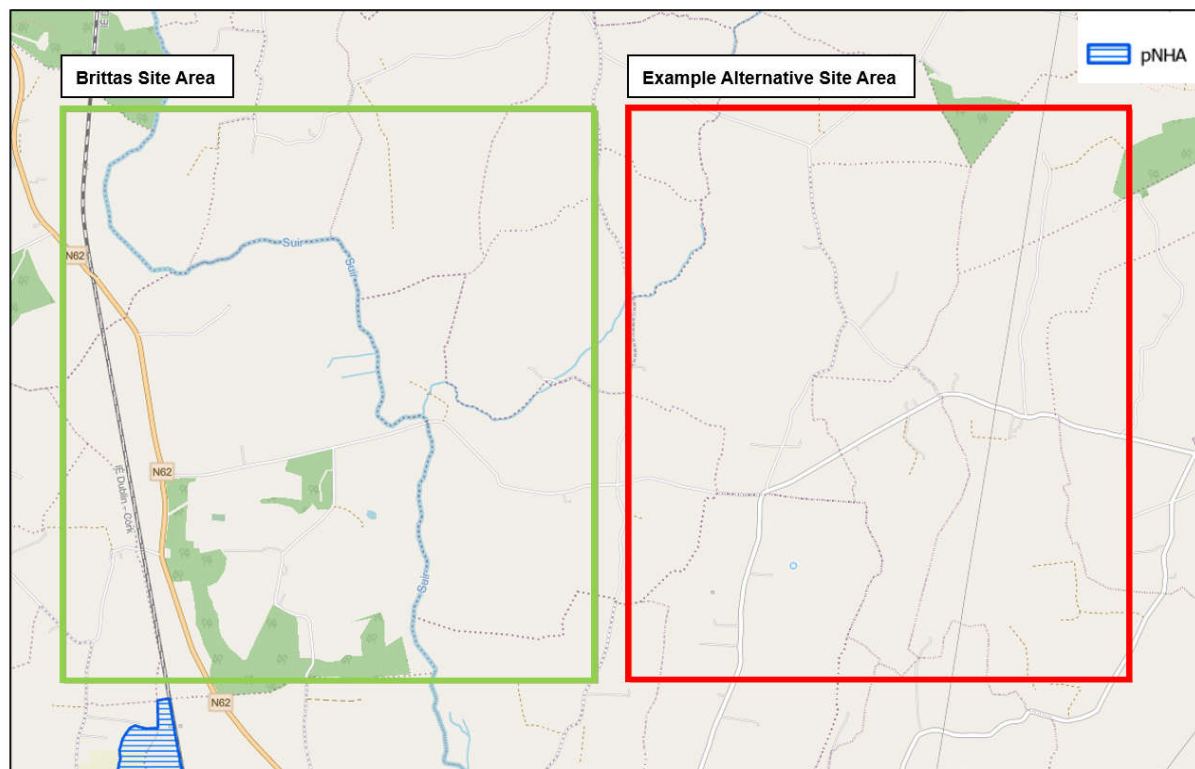 pNHA
Brittas Site Area
Example Alternative Site Area
N62
Suir
Suir
N62
IE Dublin - Cork
Suir
N62